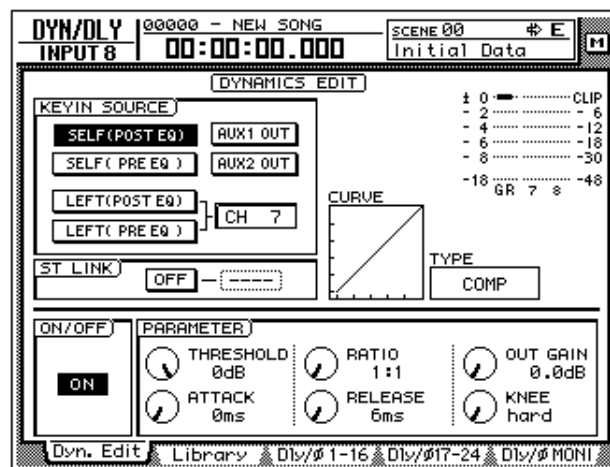 DYN/DLY
INPUT 8
00000 - NEW SONG
00:00:00.000
SCENE 00 E
Initial Data
M
DYNAMICS EDIT
KEYIN SOURCE
SELF(POST EQ) AUX1 OUT
SELF( PRE EQ ) AUX2 OUT
LEFT(POST EQ)
LEFT( PRE EQ )
CH 7
ST LINK
OFF ----
CURVE
TYPE
COMP
± 0 CLIP
- 2 - 6
- 4 -12
- 6 -18
- 8 -30
-18 -48
GR 7 8
ON/OFF
ON
PARAMETER
THRESHOLD 0dB
RATIO 1:1
OUT GAIN 0.0dB
ATTACK 0ms
RELEASE 6ms
KNEE hard
Dyn. Edit Library Dly/Ø 1-16 Dly/Ø17-24 Dly/Ø MONI